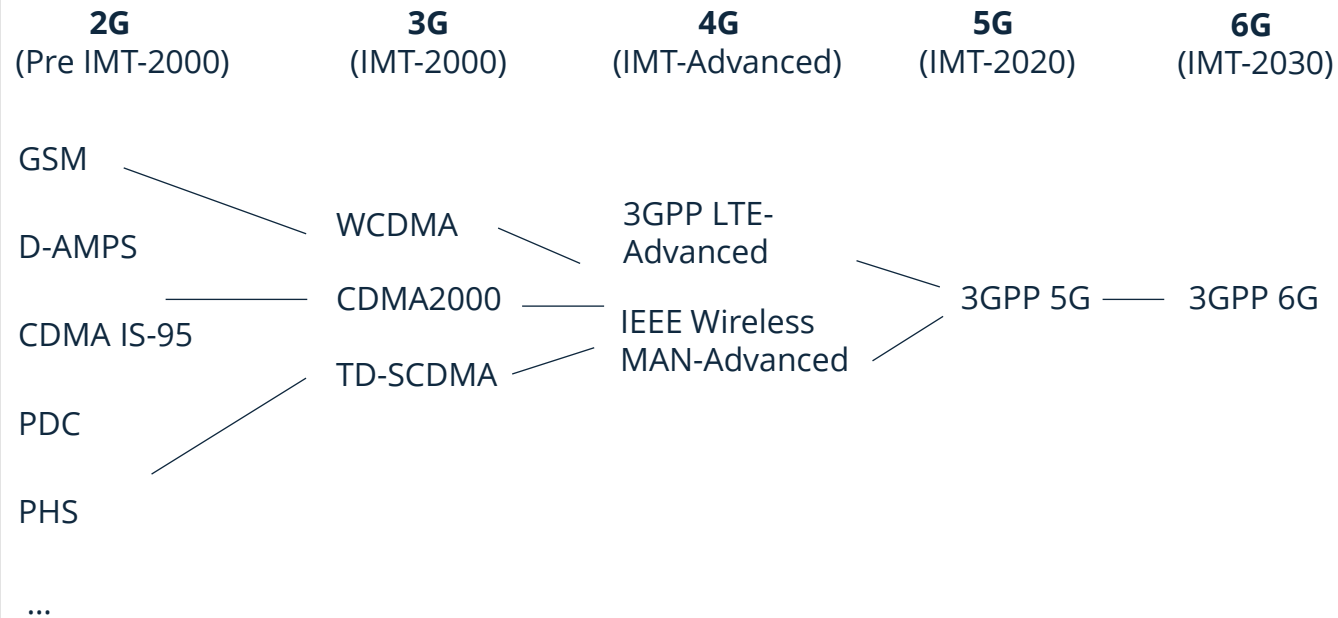 2G
(Pre IMT-2000)
3G
(IMT-2000)
4G
(IMT-Advanced)
5G
(IMT-2020)
6G
(IMT-2030)
GSM
D-AMPS
CDMA IS-95
PDC
PHS
...
WCDMA
CDMA2000
TD-SCDMA
3GPP LTE-
Advanced
IEEE Wireless
MAN-Advanced
3GPP 5G
3GPP 6G